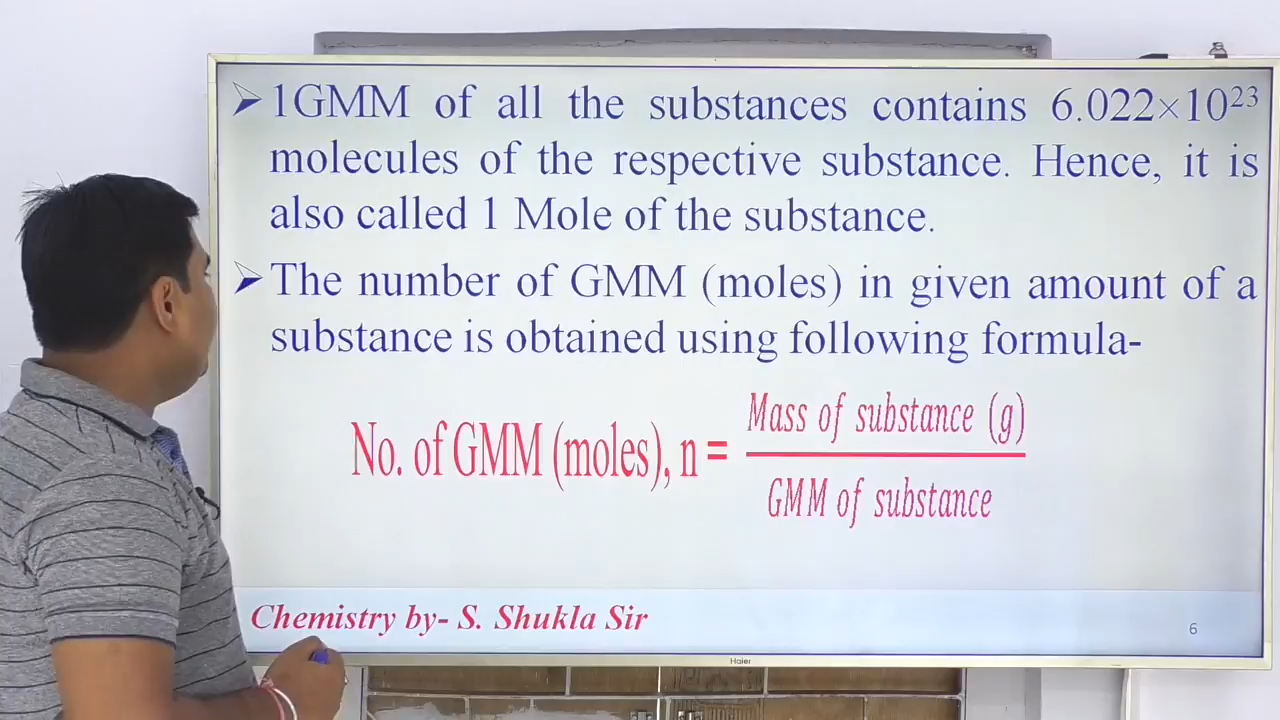 1GMM of all the substances contains 6.022×10²³
molecules of the respective substance. Hence, it is
also called 1 Mole of the substance.
The number of GMM (moles) in given amount of a
substance is obtained using following formula-
Mass of substance (g)
No. of GMM (moles), n =
GMM of substance
Chemistry by- S. Shukla Sir
6
Haier